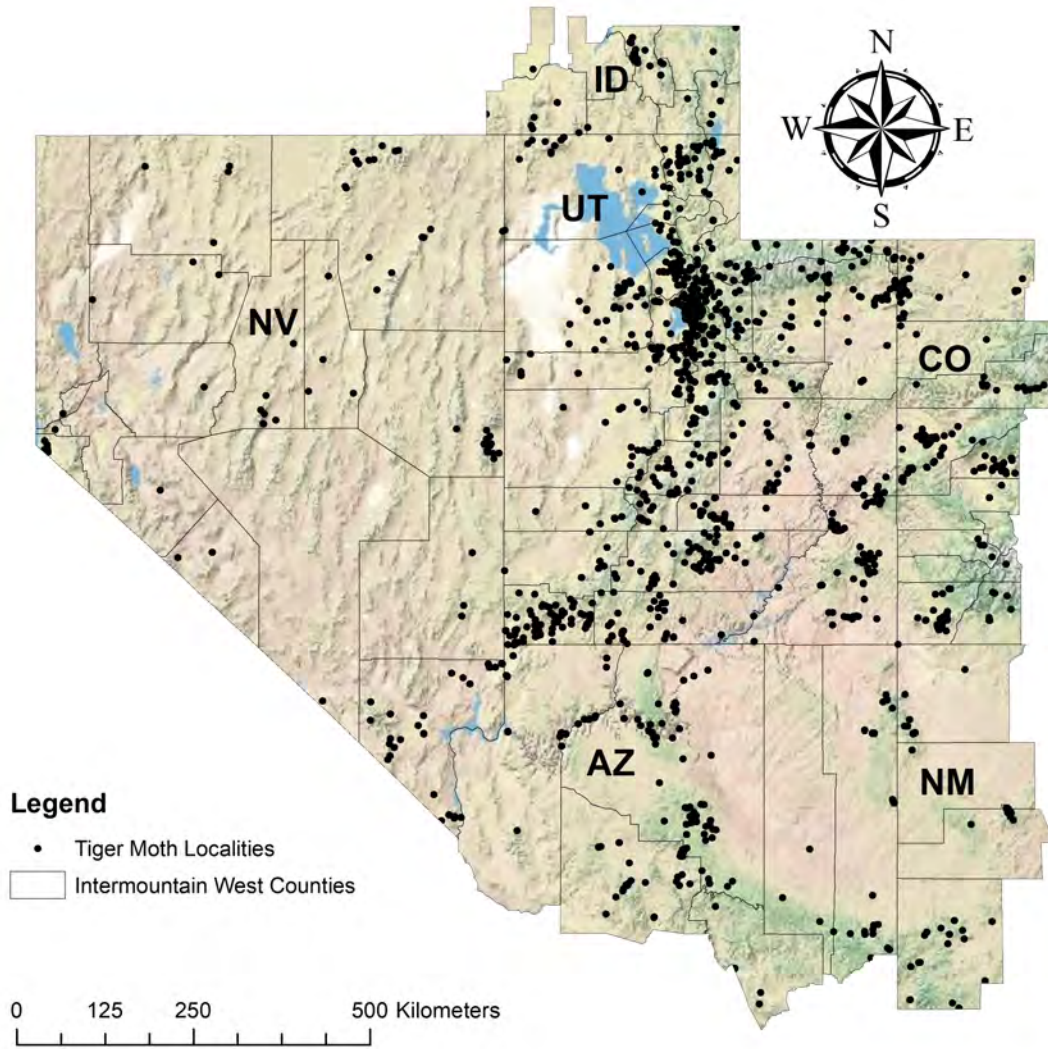 N
W E
S
ID
UT
NV
CO
AZ
NM
Legend
Tiger Moth Localities
Intermountain West Counties
0 125 250 500 Kilometers